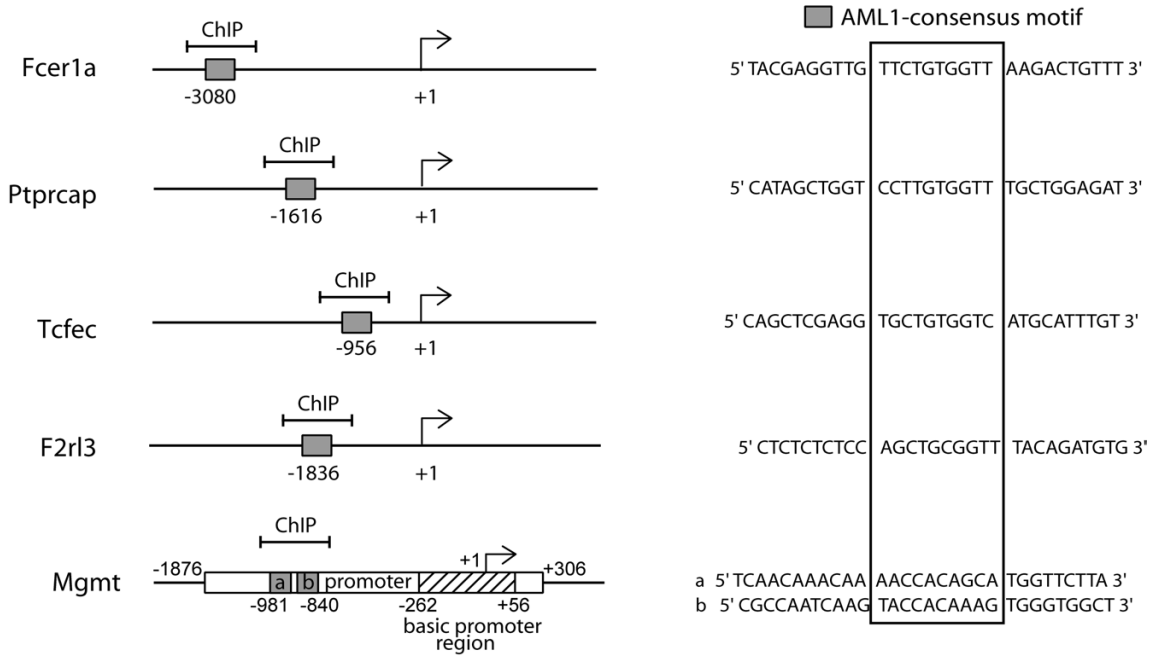 AML1-consensus motif
ChIP
Fcer1a
-3080
+1
5' TACGAGGTTG TTCTGTGGTT AAGACTGTTT 3'
ChIP
Ptprcap
-1616
+1
5' CATAGCTGGT CCTTGTGGTT TGCTGGAGAT 3'
ChIP
Tcfec
-956
+1
5' CAGCTCGAGG TGCTGTGGTC ATGCATTTGT 3'
ChIP
F2rl3
-1836
+1
5' CTCTCTCTCC AGCTGCGGTT TACAGATGTG 3'
ChIP
Mgmt
-1876
+1
+306
a b promoter
-981 -840 -262 +56
basic promoter
region
a 5' TCAACAAACAA AACCACAGCA TGGTTCTTA 3'
b 5' CGCCAATCAAG TACCACAAAG TGGGTGGCT 3'